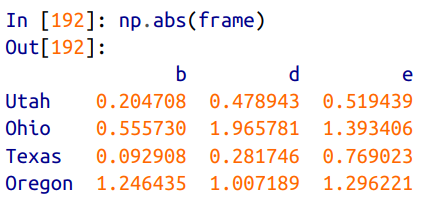 In [192]: np.abs(frame)
Out[192]:
b d e
Utah 0.204708 0.478943 0.519439
Ohio 0.555730 1.965781 1.393406
Texas 0.092908 0.281746 0.769023
Oregon 1.246435 1.007189 1.296221